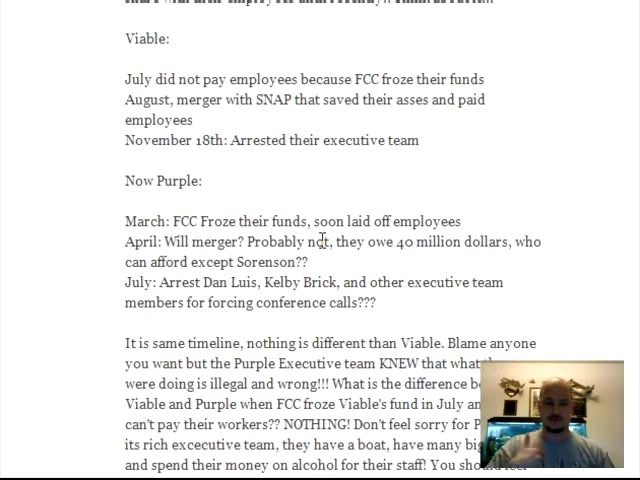 Viable:
July did not pay employees because FCC froze their funds
August, merger with SNAP that saved their asses and paid
employees
November 18th: Arrested their executive team
Now Purple:
March: FCC Froze their funds, soon laid off employees
April: Will merger? Probably not, they owe 40 million dollars, who
can afford except Sorenson??
July: Arrest Dan Luis, Kelby Brick, and other executive team
members for forcing conference calls???
It is same timeline, nothing is different than Viable. Blame anyone
you want but the Purple Executive team KNEW that what
were doing is illegal and wrong!!! What is the difference
Viable and Purple when FCC froze Viable's fund in July
can't pay their workers?? NOTHING! Don't feel sorry for
its rich excecutive team, they have a boat, have many
and spend their money on alcohol for their staff! You